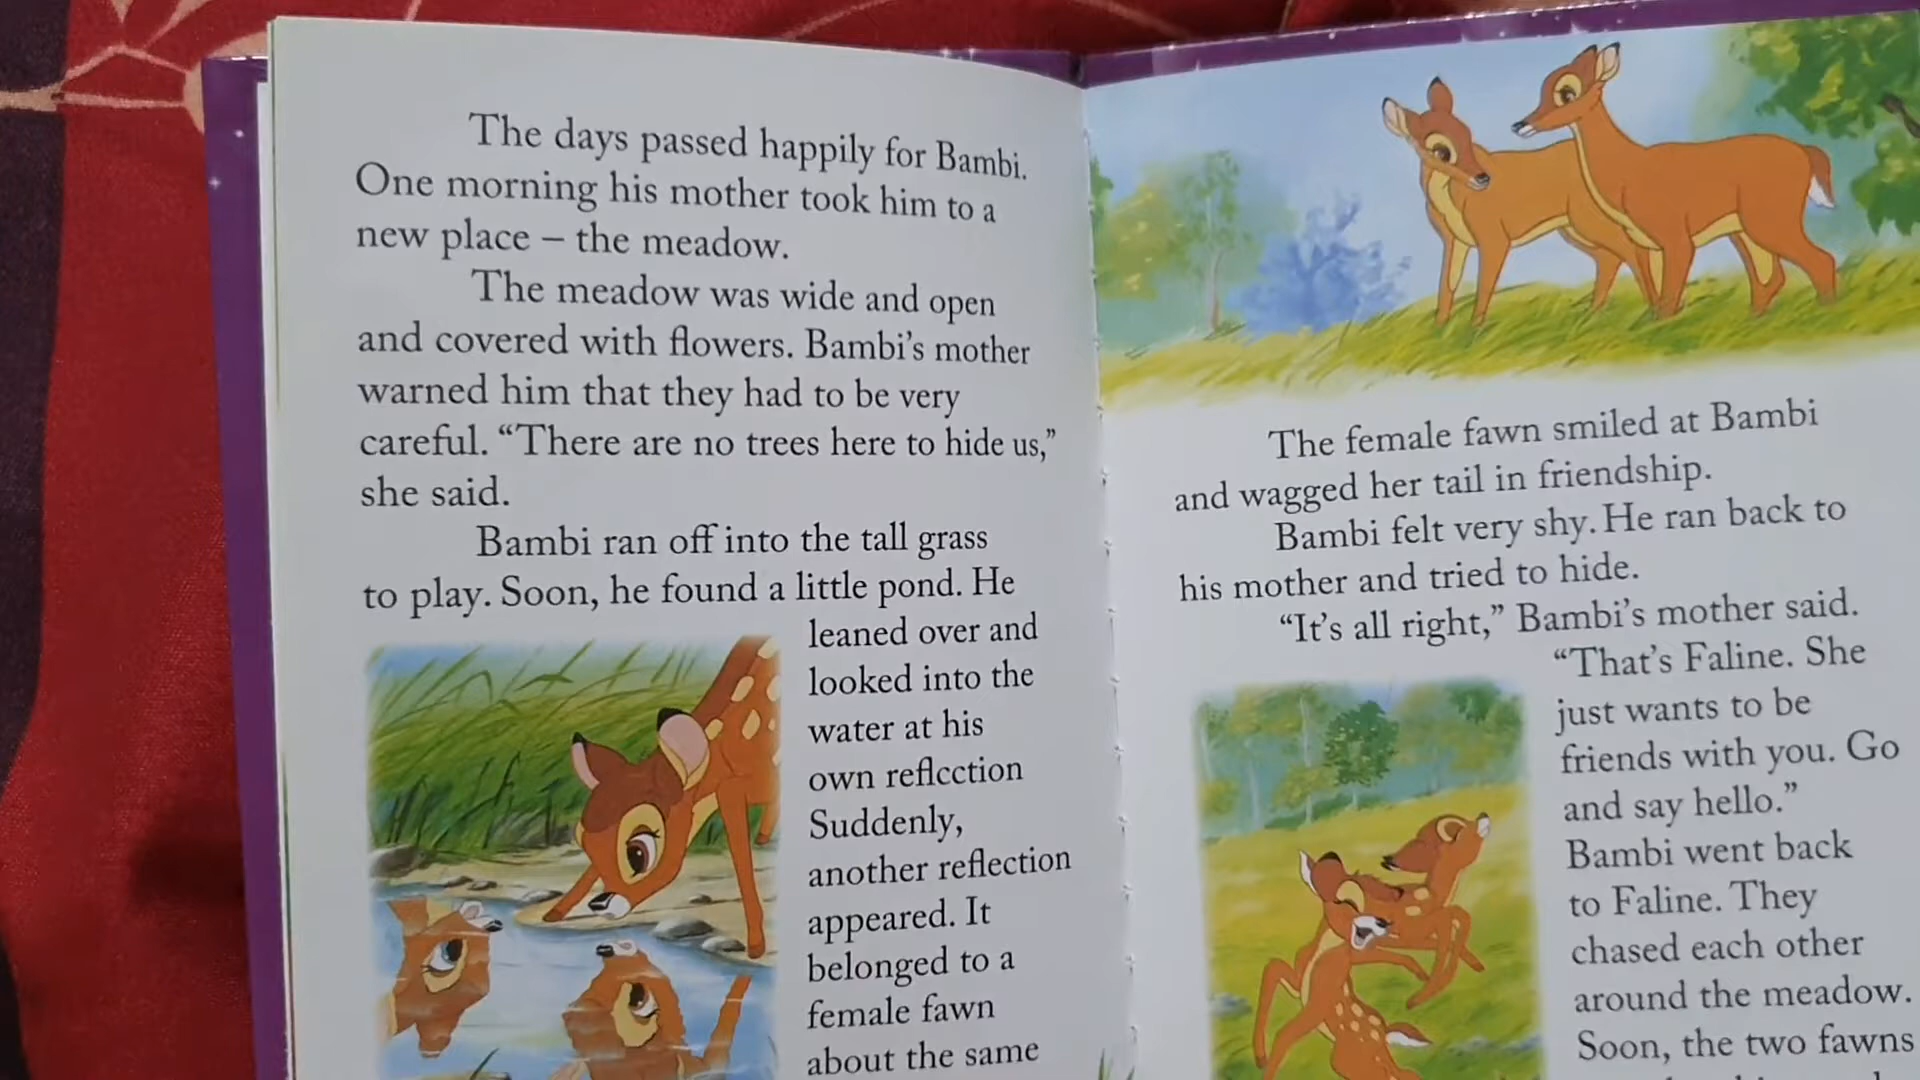 The days passed happily for Bambi.
One morning his mother took him to a
new place – the meadow.
The meadow was wide and open
and covered with flowers. Bambi’s mother
warned him that they had to be very
careful. “There are no trees here to hide us,”
she said.
Bambi ran off into the tall grass
to play. Soon, he found a little pond. He
leaned over and
looked into the
water at his
own reflection
Suddenly,
another reflection
appeared. It
belonged to a
female fawn
about the same
The female fawn smiled at Bambi
and wagged her tail in friendship.
Bambi felt very shy. He ran back to
his mother and tried to hide.
“It’s all right,” Bambi’s mother said.
“That’s Faline. She
just wants to be
friends with you. Go
and say hello.”
Bambi went back
to Faline. They
chased each other
around the meadow.
Soon, the two fawns